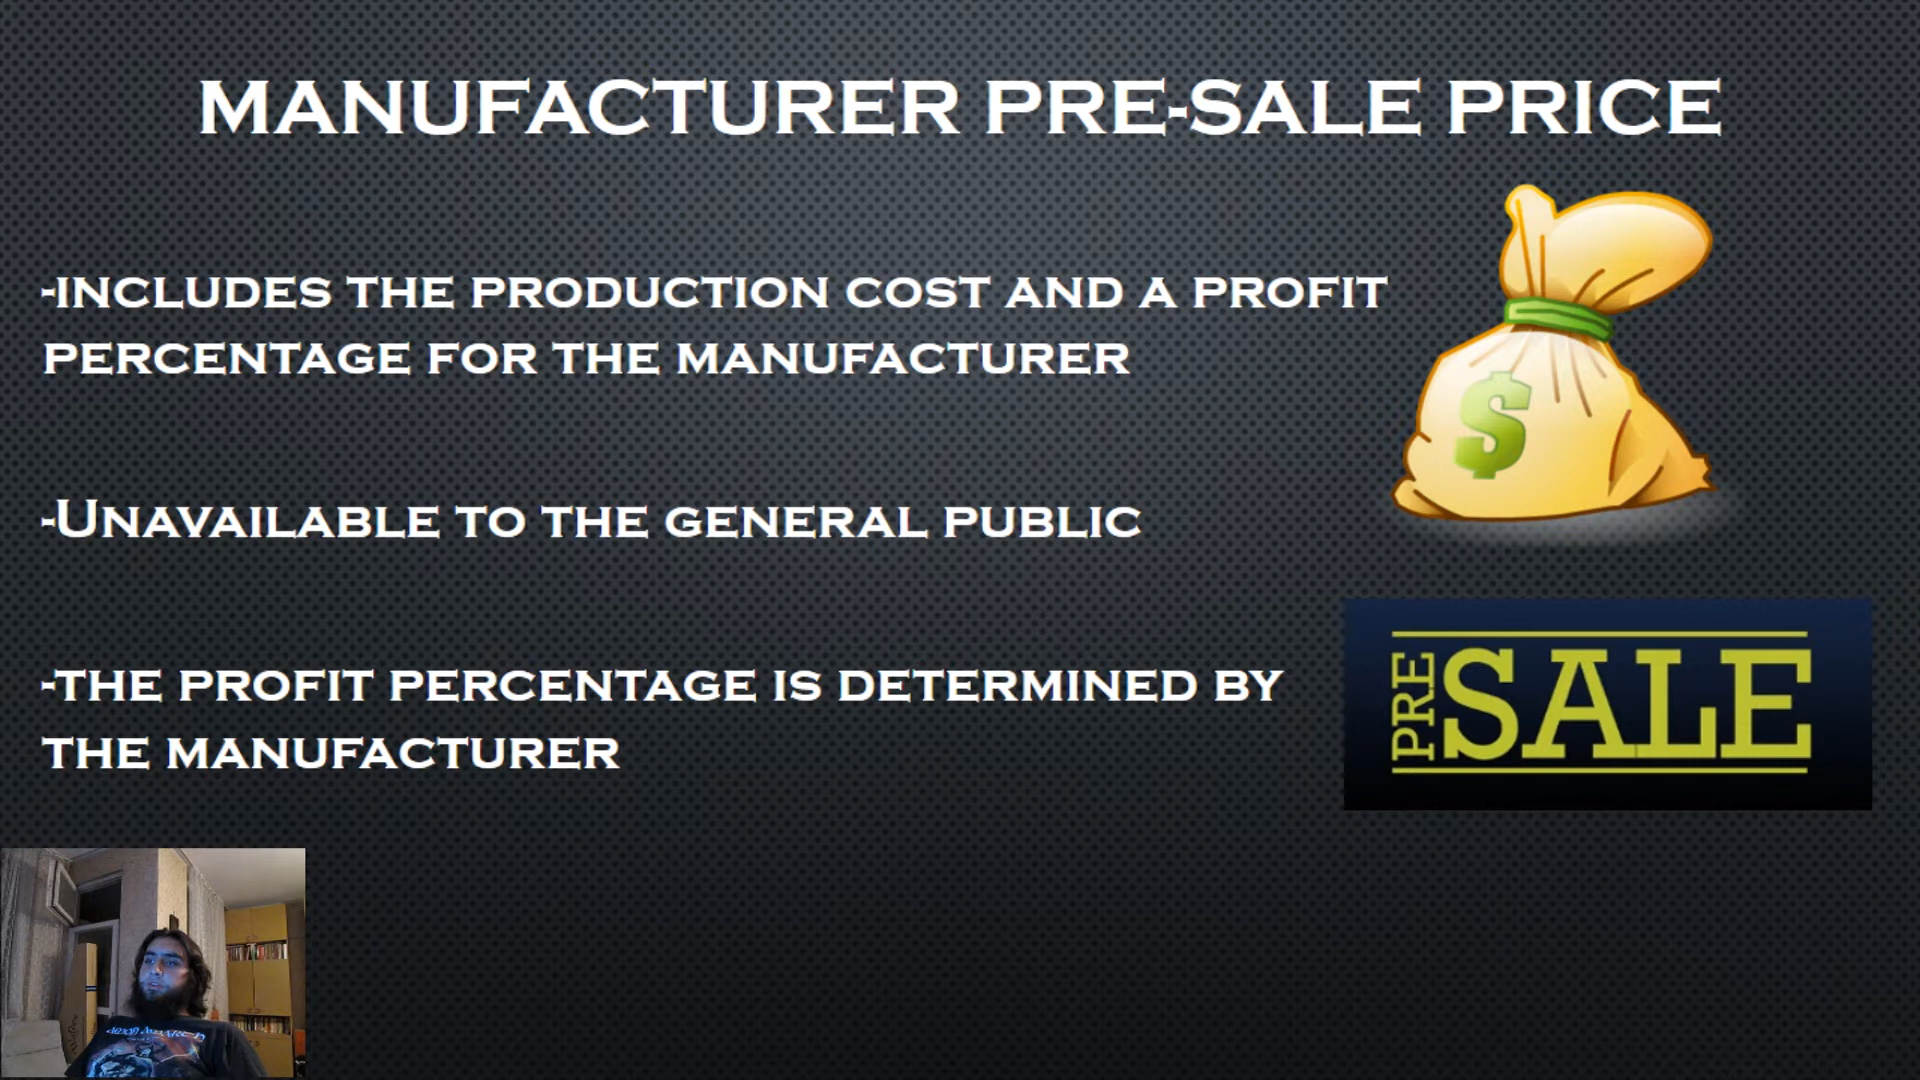 MANUFACTURER PRE-SALE PRICE
-INCLUDES THE PRODUCTION COST AND A PROFIT
PERCENTAGE FOR THE MANUFACTURER
-UNAVAILABLE TO THE GENERAL PUBLIC
-THE PROFIT PERCENTAGE IS DETERMINED BY
THE MANUFACTURER
$
PRE SALE